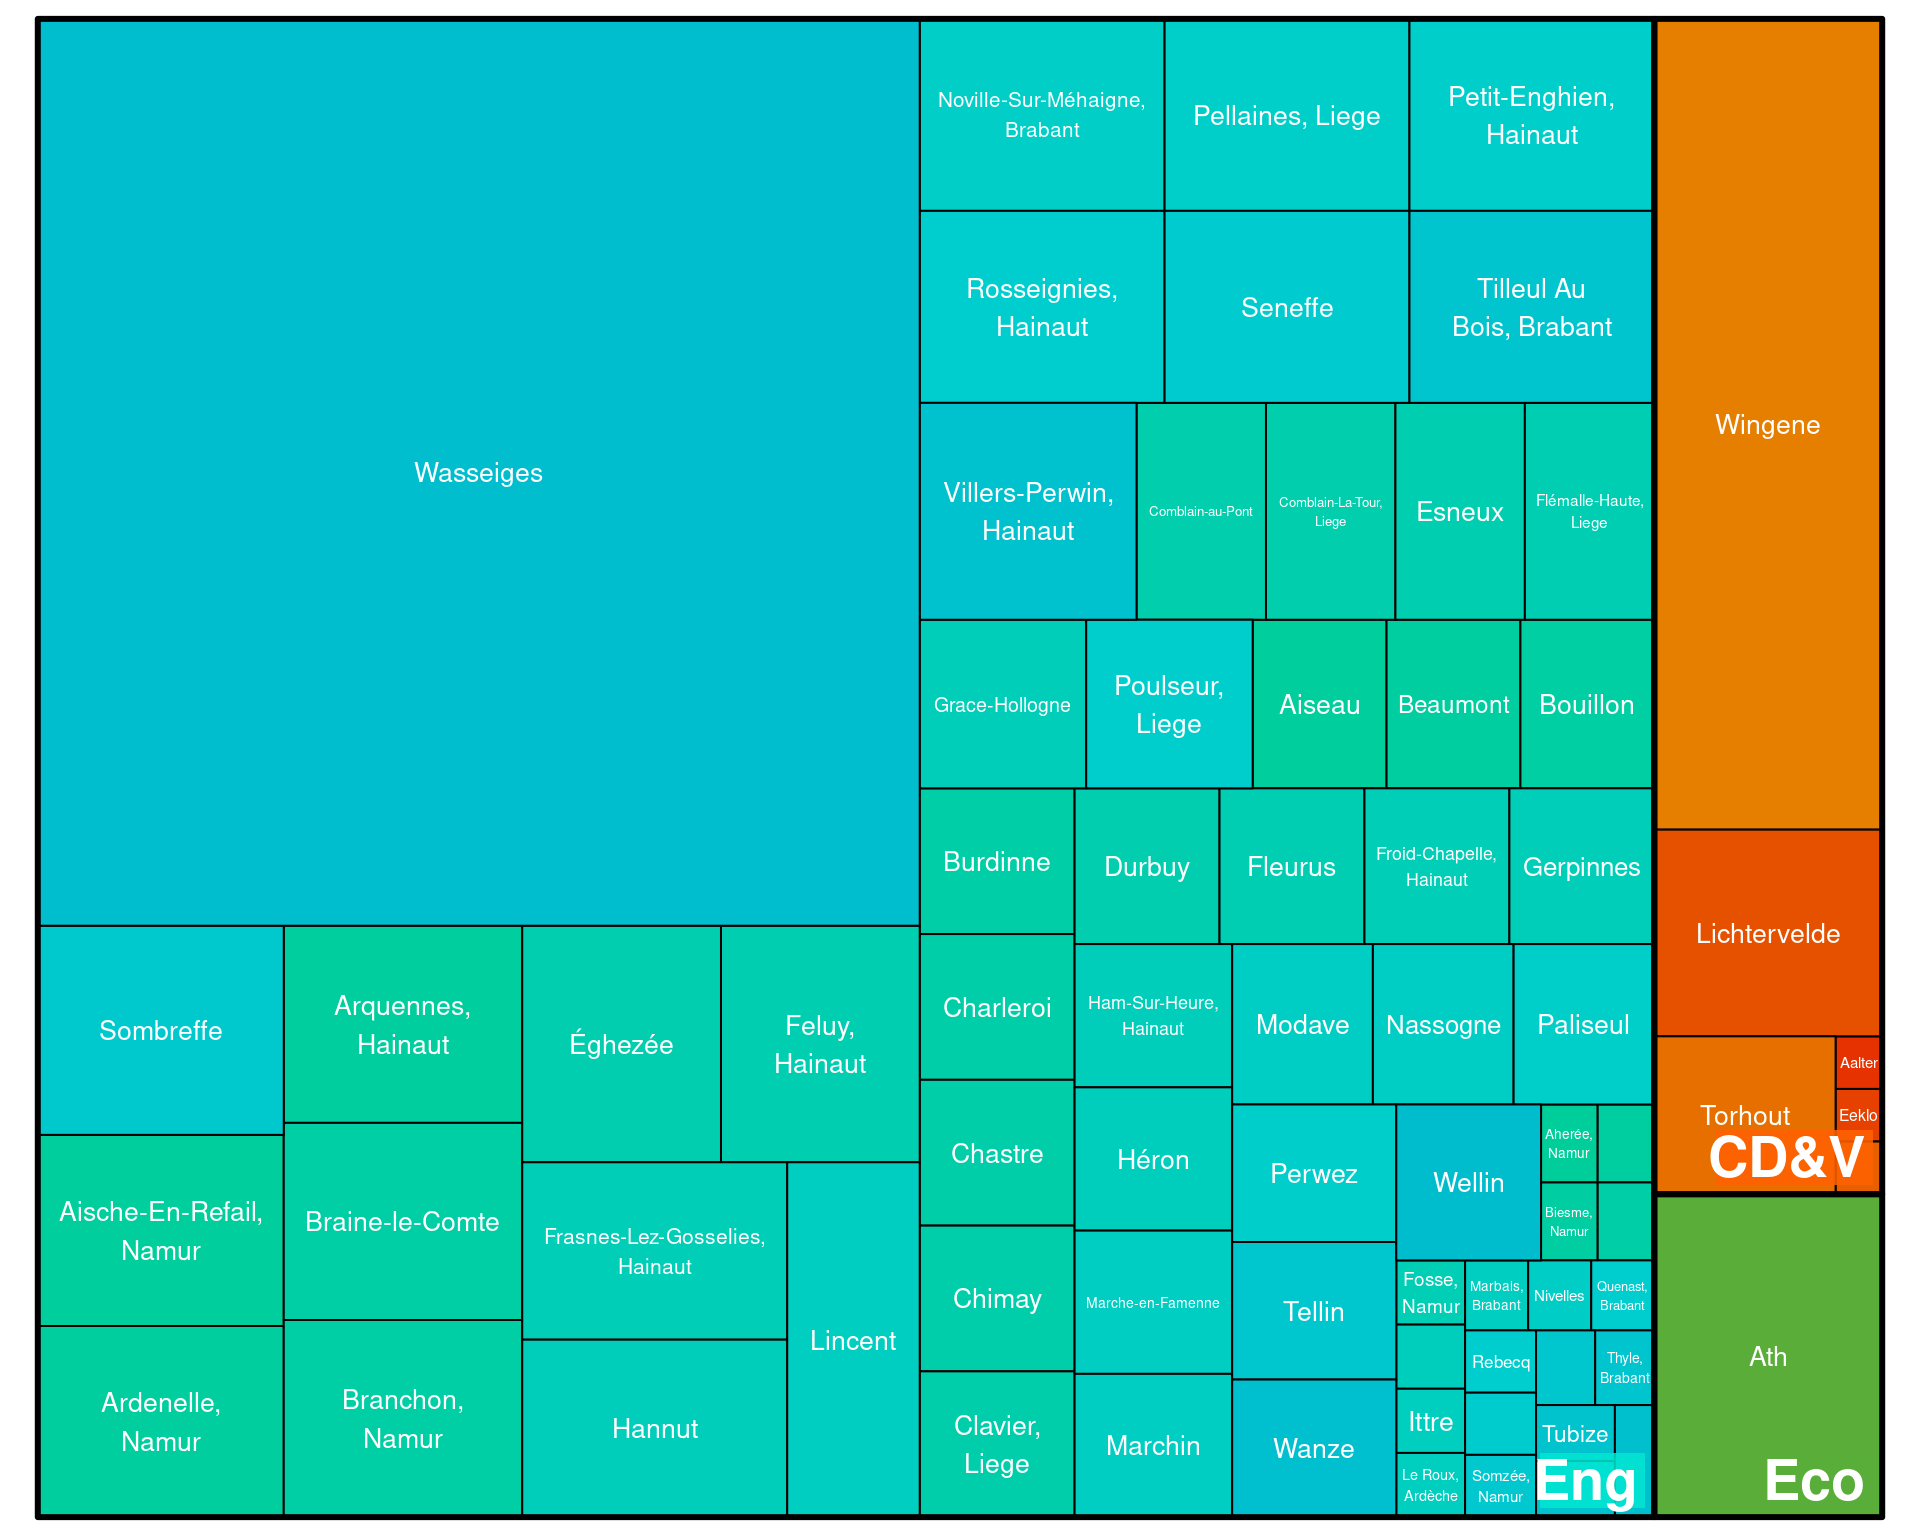 Wasseiges
Noville-Sur-Méhaigne,
Brabant
Pellaines, Liege
Petit-Enghien,
Hainaut
Wingene
Rosseignies,
Hainaut
Seneffe
Tilleul Au
Bois, Brabant
Villers-Perwin,
Hainaut
Comblain-au-Pont
Comblain-La-Tour,
Liege
Esneux
Flémalle-Haute,
Liege
Grace-Hollogne
Poulseur,
Liege
Aiseau
Beaumont
Bouillon
Burdinne
Durbuy
Fleurus
Froid-Chapelle,
Hainaut
Gerpinnes
Lichtervelde
Sombreffe
Arquennes,
Hainaut
Éghezée
Feluy,
Hainaut
Charleroi
Ham-Sur-Heure,
Hainaut
Modave
Nassogne
Paliseul
Aalter
Eeklo
Torhout
CD&V
Aische-En-Refail,
Namur
Braine-le-Comte
Frasnes-Lez-Gosselies,
Hainaut
Lincent
Chastre
Héron
Perwez
Wellin
Aherée,
Namur
Biesme,
Namur
Chimay
Marche-en-Famenne
Tellin
Fosse,
Namur
Marbais,
Brabant
Nivelles
Quenast,
Brabant
Rebecq
Thyle,
Brabant
Ath
Ardenelle,
Namur
Branchon,
Namur
Hannut
Clavier,
Liege
Marchin
Wanze
Ittre
Tubize
Le Roux,
Ardèche
Somzée,
Namur
Eng
Eco